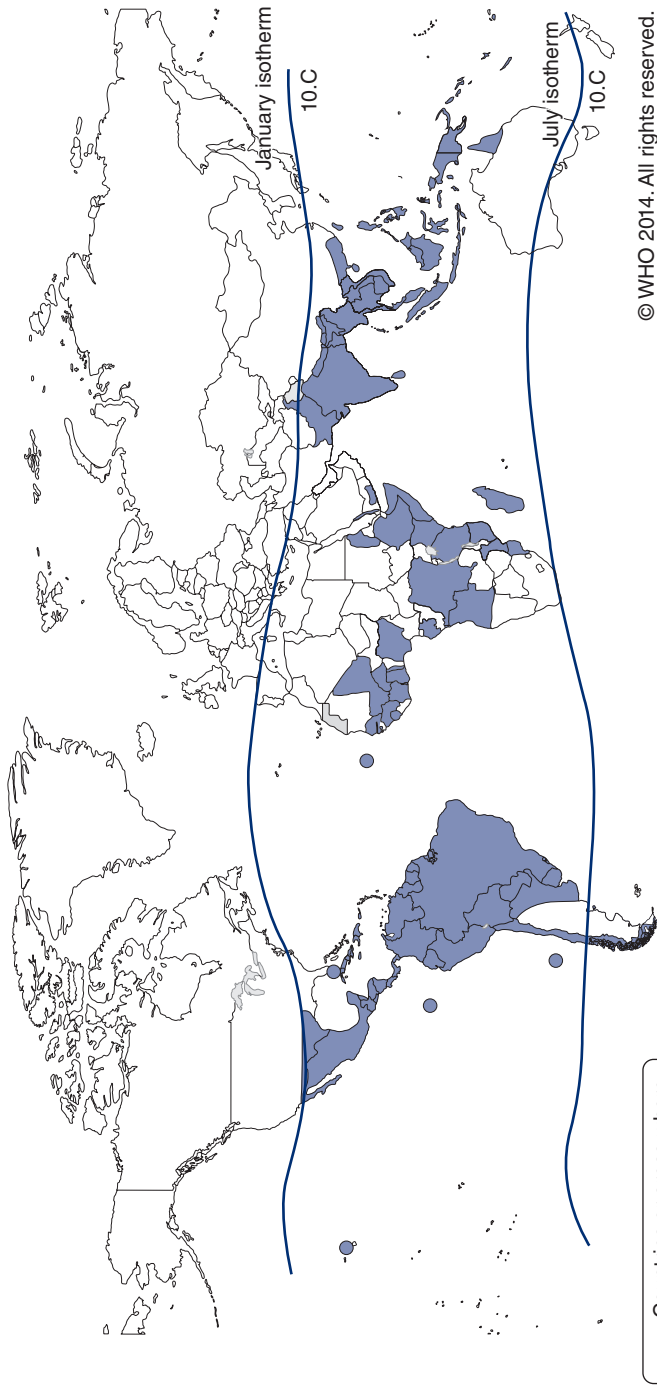 January isotherm
10.C
July isotherm
10.C
© WHO 2014. All rights reserved.